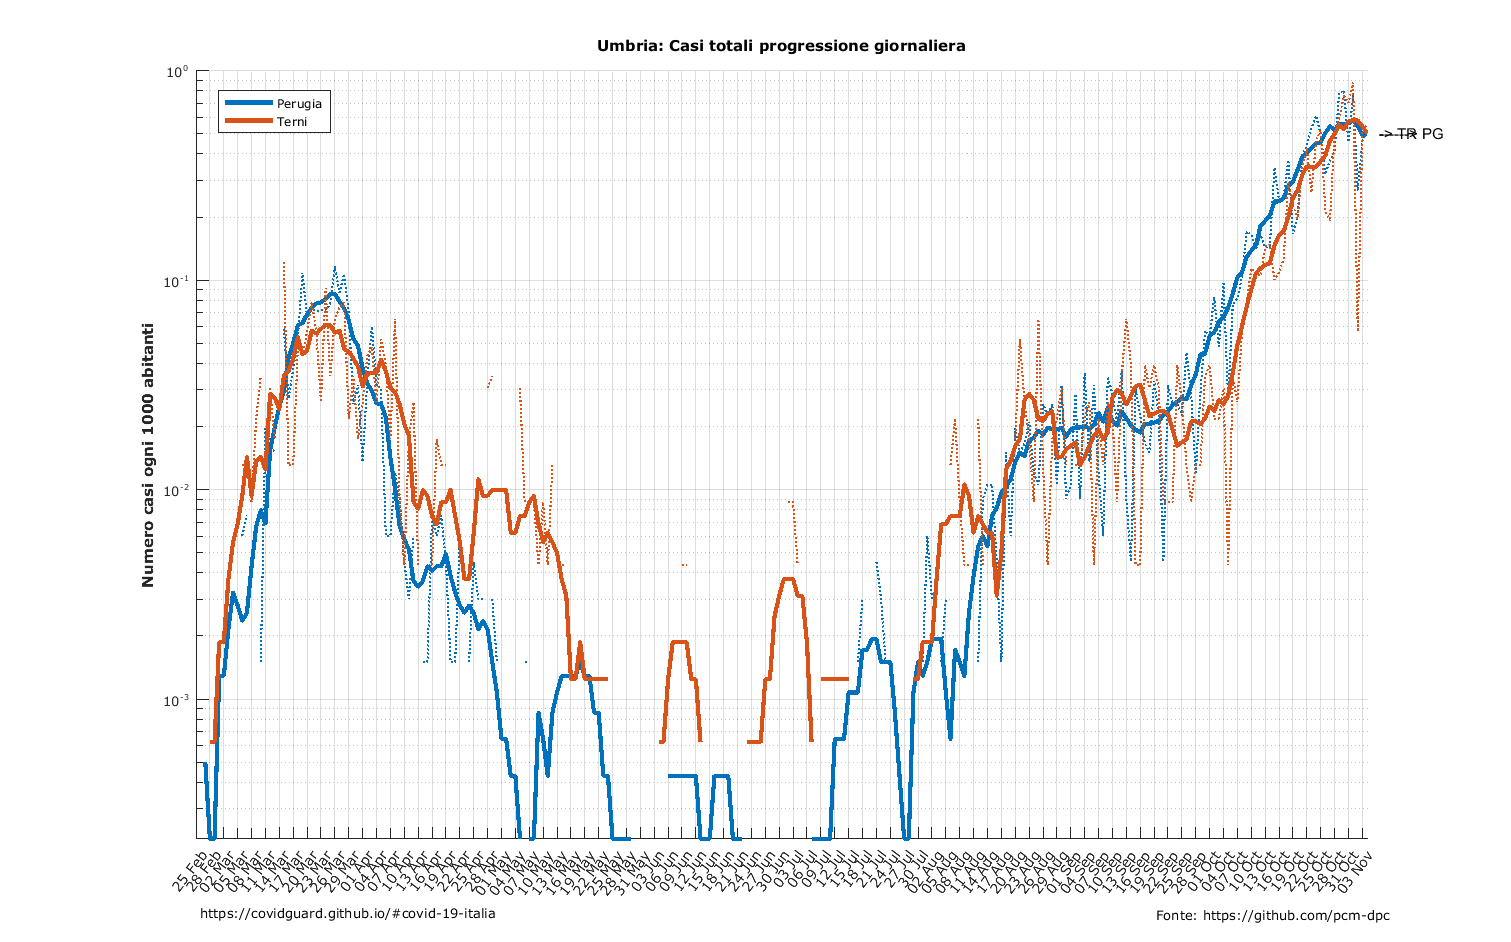 Umbria: Casi totali progressione giornaliera
10⁰
Perugia
Terni
-> TR PG
10⁻¹
Numero casi ogni 1000 abitanti
10⁻²
10⁻³
25 Feb
28 Feb
02 Mar
05 Mar
08 Mar
11 Mar
14 Mar
17 Mar
20 Mar
23 Mar
26 Mar
29 Mar
01 Apr
04 Apr
07 Apr
10 Apr
13 Apr
16 Apr
19 Apr
22 Apr
25 Apr
28 Apr
01 May
04 May
07 May
10 May
13 May
16 May
19 May
22 May
25 May
28 May
31 May
03 Jun
06 Jun
09 Jun
12 Jun
15 Jun
18 Jun
21 Jun
24 Jun
27 Jun
30 Jun
03 Jul
06 Jul
09 Jul
12 Jul
15 Jul
18 Jul
21 Jul
24 Jul
27 Jul
30 Jul
02 Aug
05 Aug
08 Aug
11 Aug
14 Aug
17 Aug
20 Aug
23 Aug
26 Aug
29 Aug
01 Sep
04 Sep
07 Sep
10 Sep
13 Sep
16 Sep
19 Sep
22 Sep
25 Sep
28 Sep
01 Oct
04 Oct
07 Oct
10 Oct
13 Oct
16 Oct
19 Oct
22 Oct
25 Oct
28 Oct
31 Oct
03 Nov
https://covidguard.github.io/#covid-19-italia
Fonte: https://github.com/pcm-dpc